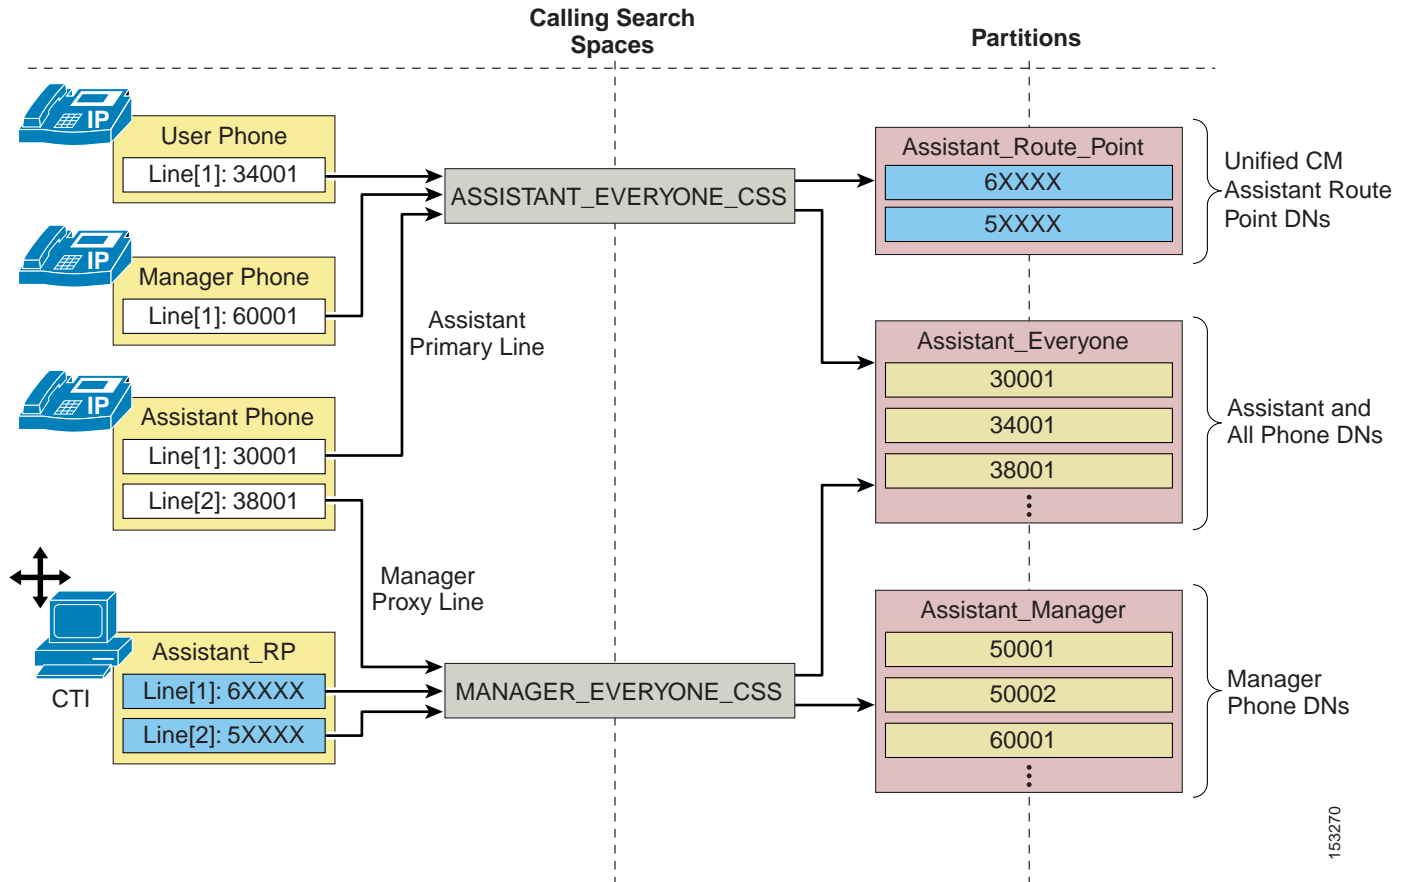 Calling Search
Spaces
Partitions
IP
User Phone
Line[1]: 34001
IP
Manager Phone
Line[1]: 60001
IP
Assistant Phone
Line[1]: 30001
Line[2]: 38001
CTI
Assistant_RP
Line[1]: 6XXXX
Line[2]: 5XXXX
Assistant
Primary Line
Manager
Proxy Line
ASSISTANT_EVERYONE_CSS
MANAGER_EVERYONE_CSS
Assistant_Route_Point
6XXXX
5XXXX
Unified CM
Assistant Route
Point DNs
Assistant_Everyone
30001
34001
38001
Assistant and
All Phone DNs
Assistant_Manager
50001
50002
60001
Manager
Phone DNs
153270